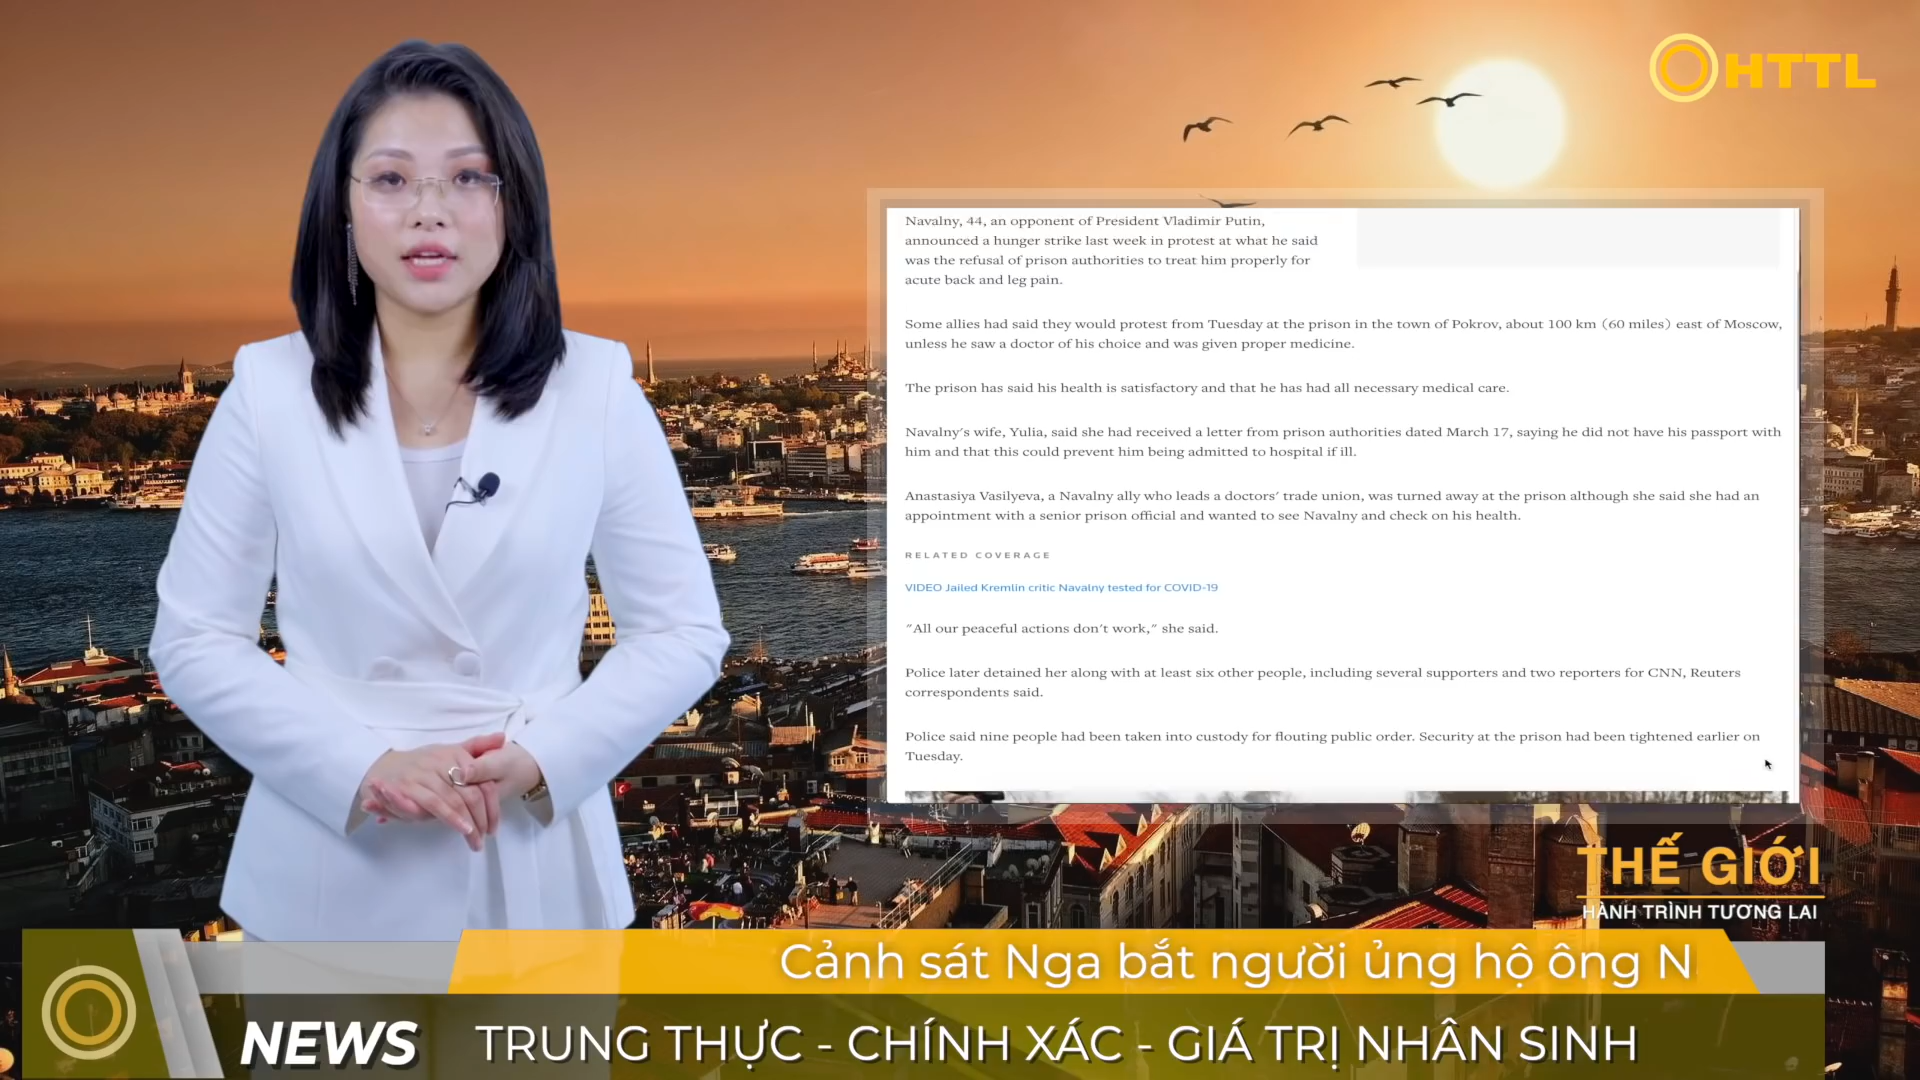 HTTL
Navalny, 44, an opponent of President Vladimir Putin,
announced a hunger strike last week in protest at what he said
was the refusal of prison authorities to treat him properly for
acute back and leg pain.
Some allies had said they would protest from Tuesday at the prison in the town of Pokrov, about 100 km (60 miles) east of Moscow,
unless he saw a doctor of his choice and was given proper medicine.
The prison has said his health is satisfactory and that he has had all necessary medical care.
Navalny's wife, Yulia, said she had received a letter from prison authorities dated March 17, saying he did not have his passport with
him and that this could prevent him being admitted to hospital if ill.
Anastasiya Vasilyeva, a Navalny ally who leads a doctors' trade union, was turned away at the prison although she said she had an
appointment with a senior prison official and wanted to see Navalny and check on his health.
RELATED COVERAGE
VIDEO Jailed Kremlin critic Navalny tested for COVID-19
"All our peaceful actions don't work," she said.
Police later detained her along with at least six other people, including several supporters and two reporters for CNN, Reuters
correspondents said.
Police said nine people had been taken into custody for flouting public order. Security at the prison had been tightened earlier on
Tuesday.
THẾ GIỚI
HÀNH TRÌNH TƯƠNG LAI
Cảnh sát Nga bắt người ủng hộ ông N
NEWS
TRUNG THỰC - CHÍNH XÁC - GIÁ TRỊ NHÂN SINH